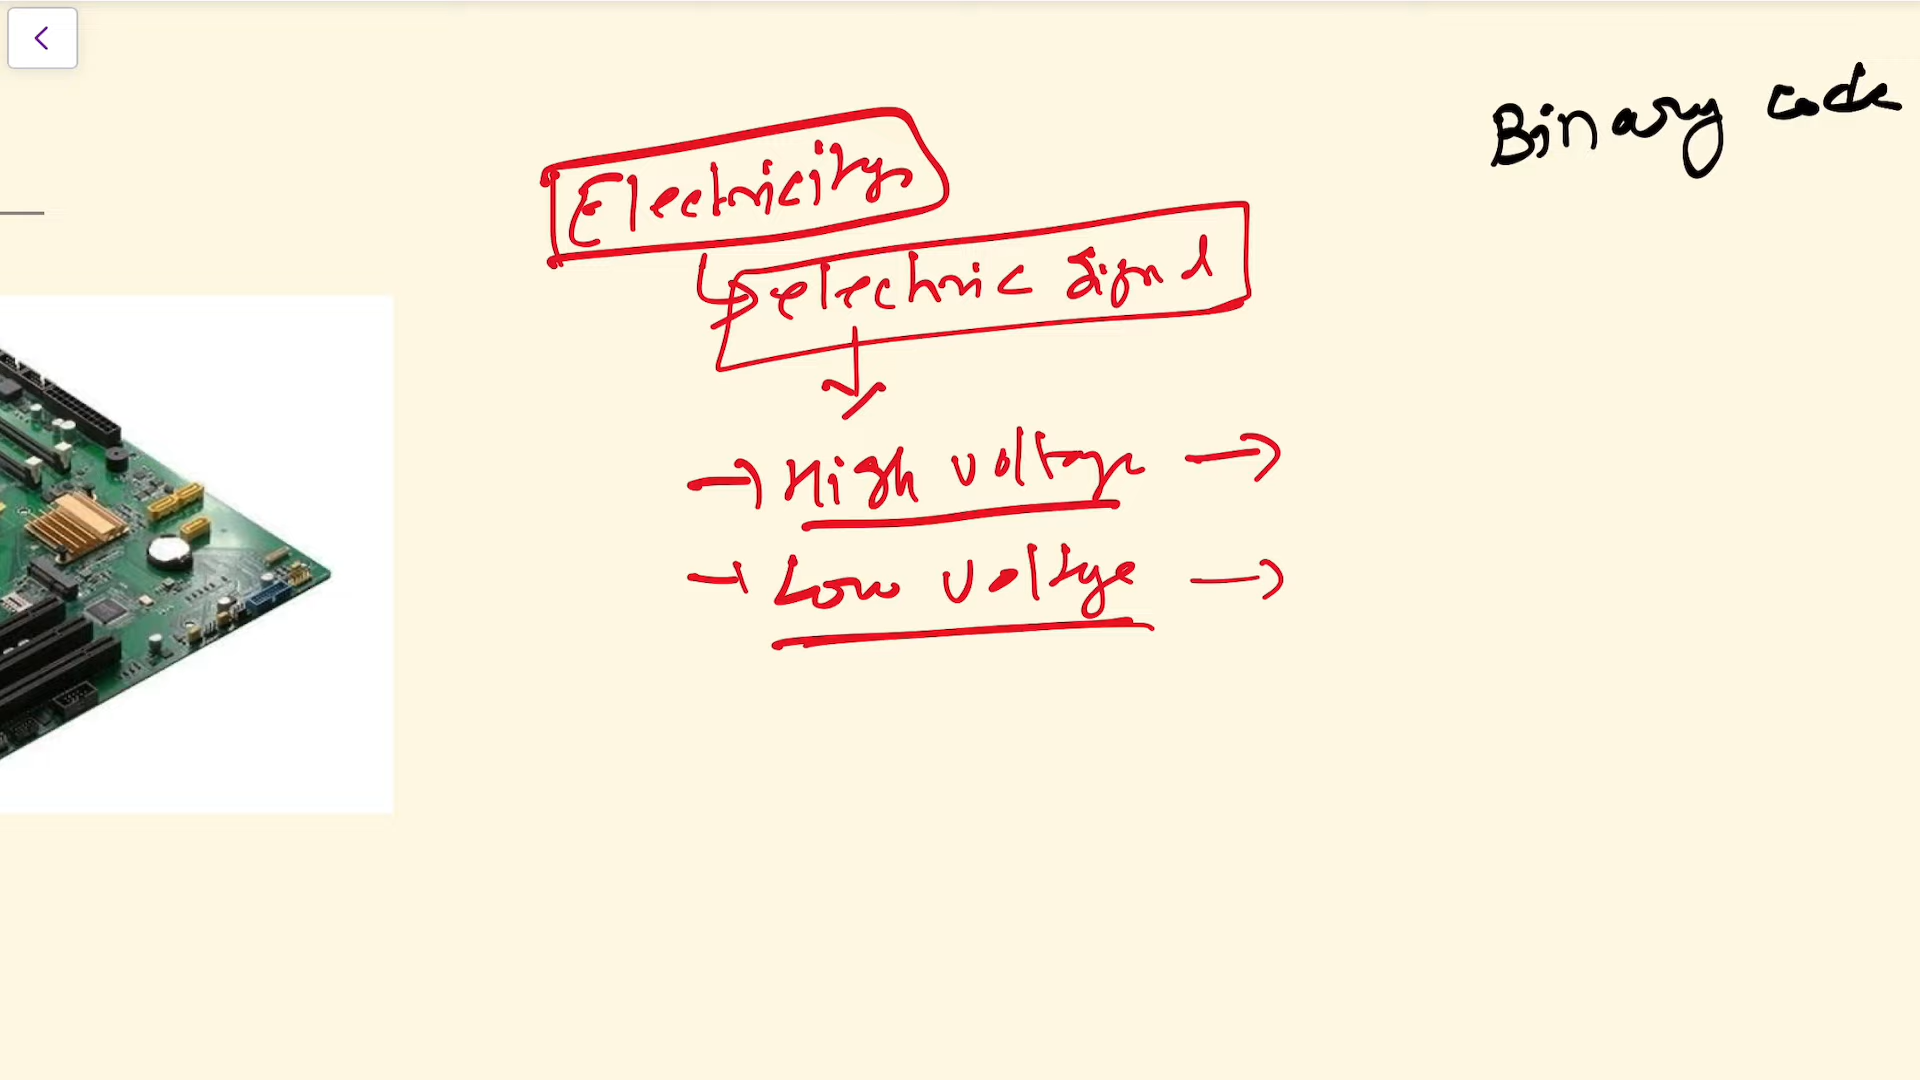 Binary code
Electricity
electric signal
→ High voltage →
→ Low voltage →